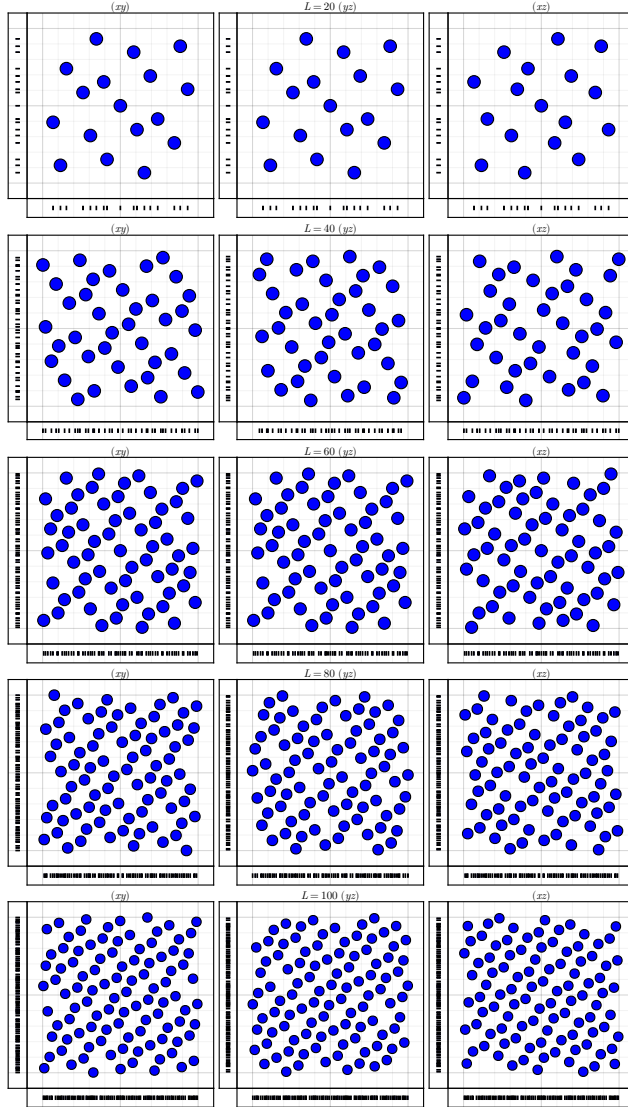 (xy) L = 20 (yz) (xz)
(xy) L = 40 (yz) (xz)
(xy) L = 60 (yz) (xz)
(xy) L = 80 (yz) (xz)
(xy) L = 100 (yz) (xz)